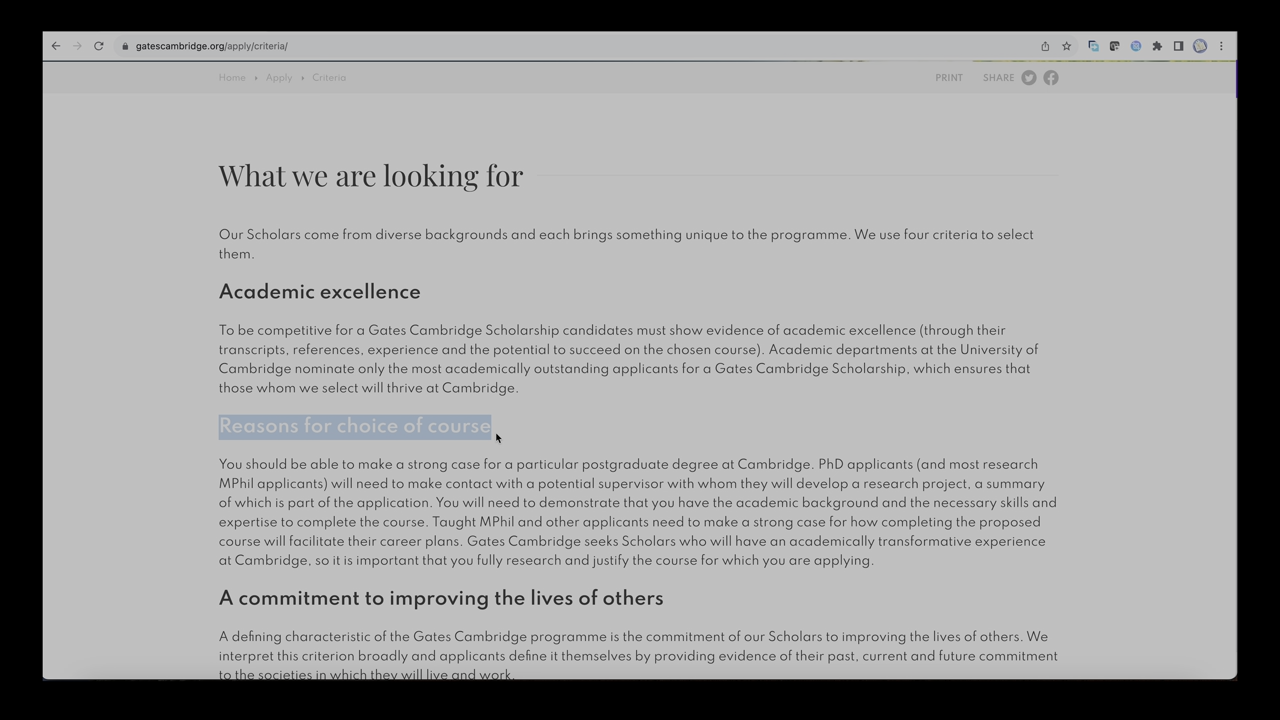 gatescambridge.org/apply/criteria/
Home Apply Criteria PRINT SHARE
What we are looking for
Our Scholars come from diverse backgrounds and each brings something unique to the programme. We use four criteria to select
them.
Academic excellence
To be competitive for a Gates Cambridge Scholarship candidates must show evidence of academic excellence (through their
transcripts, references, experience and the potential to succeed on the chosen course). Academic departments at the University of
Cambridge nominate only the most academically outstanding applicants for a Gates Cambridge Scholarship, which ensures that
those whom we select will thrive at Cambridge.
Reasons for choice of course
You should be able to make a strong case for a particular postgraduate degree at Cambridge. PhD applicants (and most research
MPhil applicants) will need to make contact with a potential supervisor with whom they will develop a research project, a summary
of which is part of the application. You will need to demonstrate that you have the academic background and the necessary skills and
expertise to complete the course. Taught MPhil and other applicants need to make a strong case for how completing the proposed
course will facilitate their career plans. Gates Cambridge seeks Scholars who will have an academically transformative experience
at Cambridge, so it is important that you fully research and justify the course for which you are applying.
A commitment to improving the lives of others
A defining characteristic of the Gates Cambridge programme is the commitment of our Scholars to improving the lives of others. We
interpret this criterion broadly and applicants define it themselves by providing evidence of their past, current and future commitment
to the societies in which they will live and work.